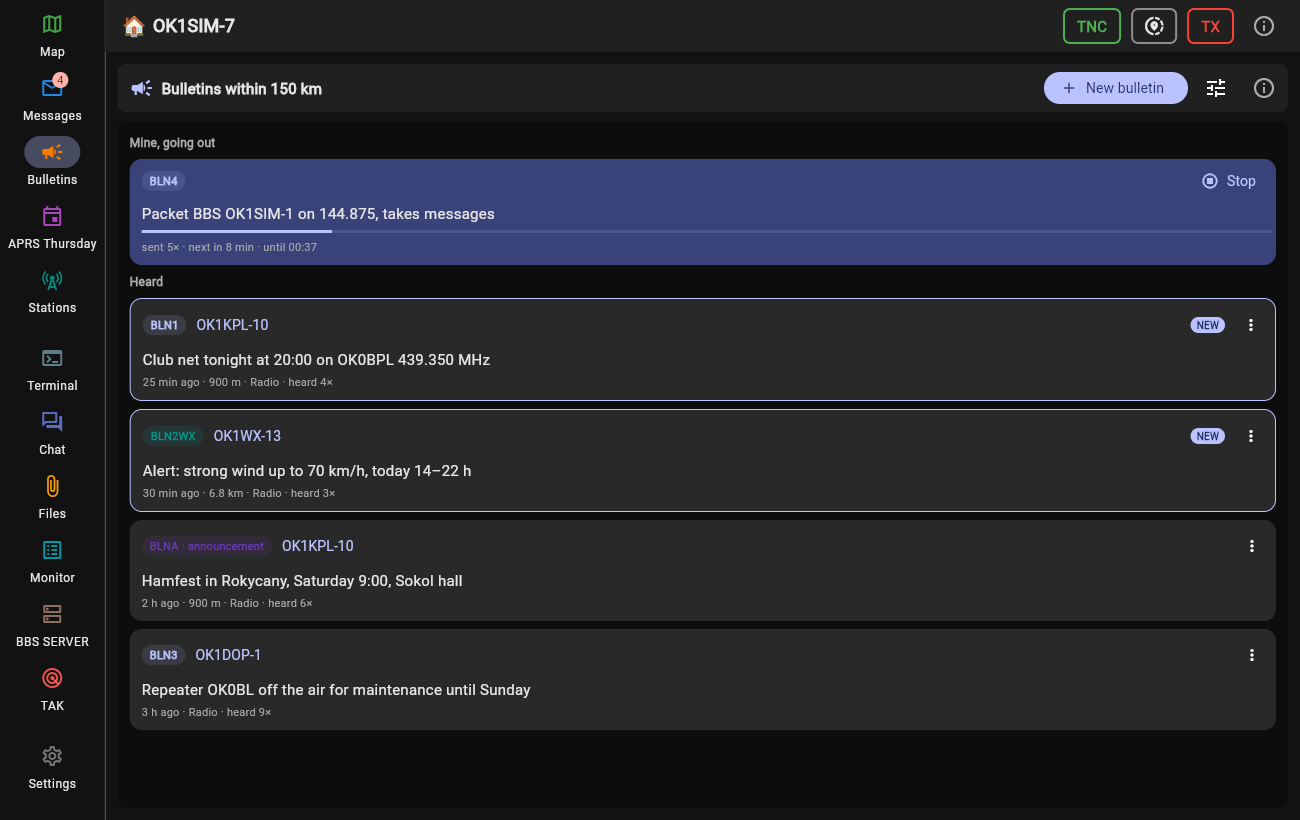 OK1SIM-7
TNC
TX
Map
4
Messages
Bulletins
APRS Thursday
Stations
Terminal
Chat
Files
Monitor
BBS SERVER
TAK
Settings
Bulletins within 150 km
New bulletin
Mine, going out
BLN4
Stop
Packet BBS OK1SIM-1 on 144.875, takes messages
sent 5× · next in 8 min · until 00:37
Heard
BLN1 OK1KPL-10
NEW
Club net tonight at 20:00 on OK0BPL 439.350 MHz
25 min ago · 900 m · Radio · heard 4×
BLN2WX OK1WX-13
NEW
Alert: strong wind up to 70 km/h, today 14–22 h
30 min ago · 6.8 km · Radio · heard 3×
BLNA · announcement OK1KPL-10
Hamfest in Rokycany, Saturday 9:00, Sokol hall
2 h ago · 900 m · Radio · heard 6×
BLN3 OK1DOP-1
Repeater OK0BL off the air for maintenance until Sunday
3 h ago · Radio · heard 9×